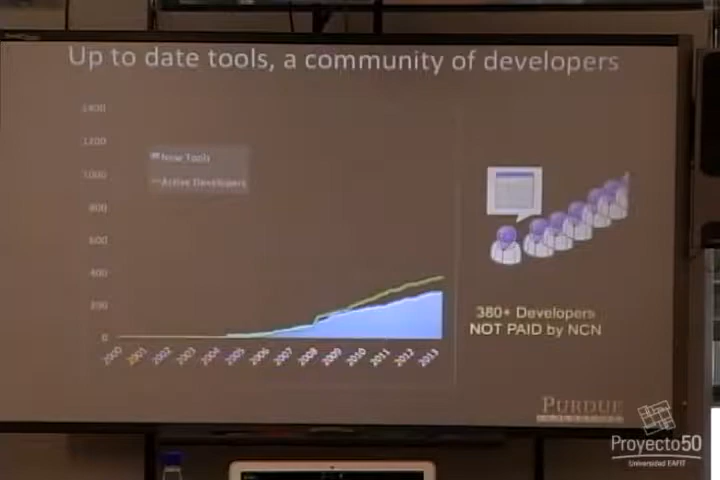 Up to date tools, a community of developers
1400
1200
1000
800
600
400
200
0
New Tools
Active Developers
2000
2001
2002
2003
2004
2005
2006
2007
2008
2009
2010
2011
2012
2013
380+ Developers
NOT PAID by NCN
PURDUE
Proyecto50
Universidad EAFIT